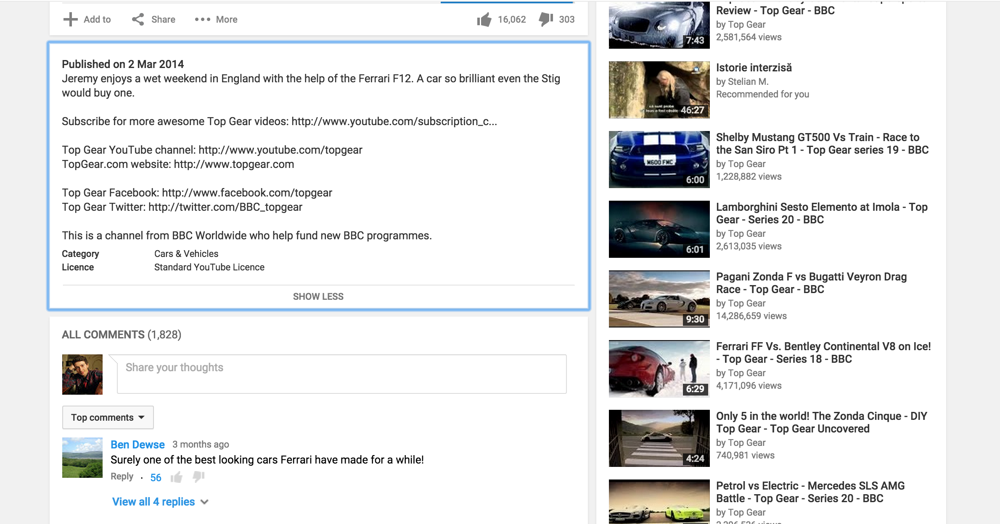 Add to
Share
More
16,062
303
Published on 2 Mar 2014
Jeremy enjoys a wet weekend in England with the help of the Ferrari F12. A car so brilliant even the Stig
would buy one.
Subscribe for more awesome Top Gear videos: http://www.youtube.com/subscription_c...
Top Gear YouTube channel: http://www.youtube.com/topgear
TopGear.com website: http://www.topgear.com
Top Gear Facebook: http://www.facebook.com/topgear
Top Gear Twitter: http://twitter.com/BBC_topgear
This is a channel from BBC Worldwide who help fund new BBC programmes.
Category Cars & Vehicles
Licence Standard YouTube Licence
SHOW LESS
ALL COMMENTS (1,828)
Share your thoughts
Top comments
Ben Dewse 3 months ago
Surely one of the best looking cars Ferrari have made for a while!
Reply · 56
View all 4 replies
Review - Top Gear - BBC
by Top Gear
2,581,564 views
7:43
Istorie interzisă
by Stelian M.
Recommended for you
46:27
Shelby Mustang GT500 Vs Train - Race to
the San Siro Pt 1 - Top Gear series 19 - BBC
by Top Gear
1,228,882 views
M600 FMC
6:00
Lamborghini Sesto Elemento at Imola - Top
Gear - Series 20 - BBC
by Top Gear
2,613,035 views
6:01
Pagani Zonda F vs Bugatti Veyron Drag
Race - Top Gear - BBC
by Top Gear
14,286,659 views
9:30
Ferrari FF Vs. Bentley Continental V8 on Ice!
- Top Gear - Series 18 - BBC
by Top Gear
4,171,096 views
6:29
Only 5 in the world! The Zonda Cinque - DIY
Top Gear - Top Gear Uncovered
by Top Gear
740,981 views
4:24
Petrol vs Electric - Mercedes SLS AMG
Battle - Top Gear - Series 20 - BBC
by Top Gear